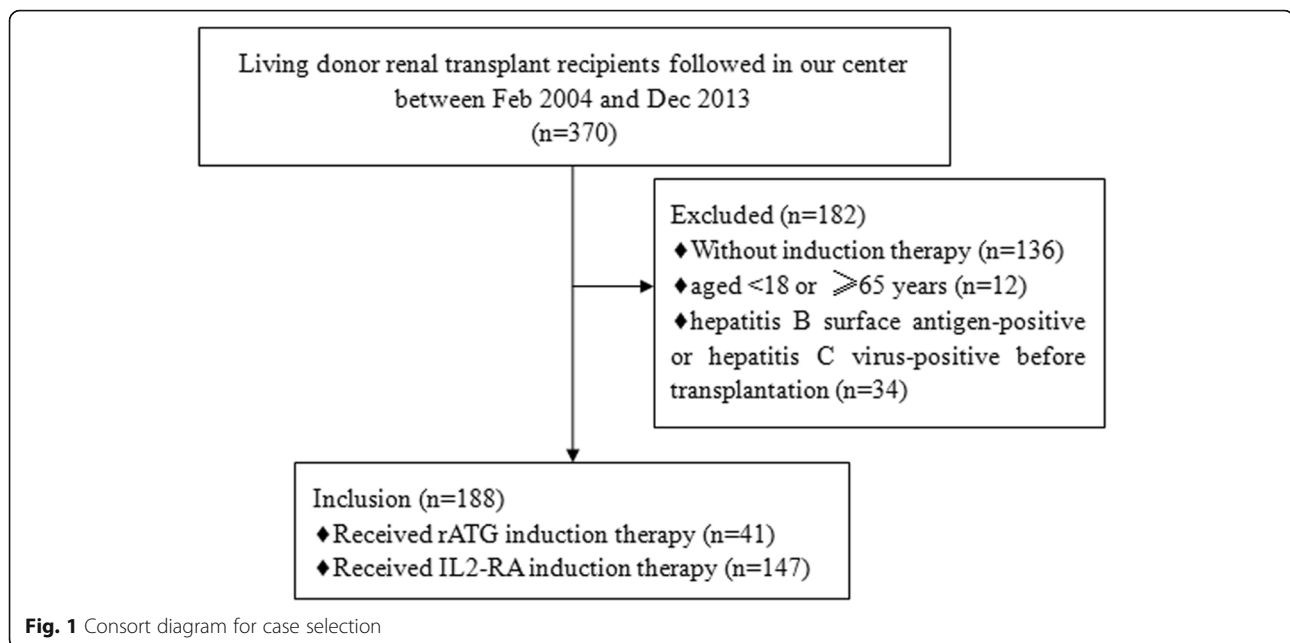 Living donor renal transplant recipients followed in our center
between Feb 2004 and Dec 2013
(n=370)
Excluded (n=182)
♦Without induction therapy (n=136)
♦aged <18 or ⩾65 years (n=12)
♦hepatitis B surface antigen-positive
or hepatitis C virus-positive before
transplantation (n=34)
Inclusion (n=188)
♦Received rATG induction therapy (n=41)
♦Received IL2-RA induction therapy (n=147)
Fig. 1 Consort diagram for case selection